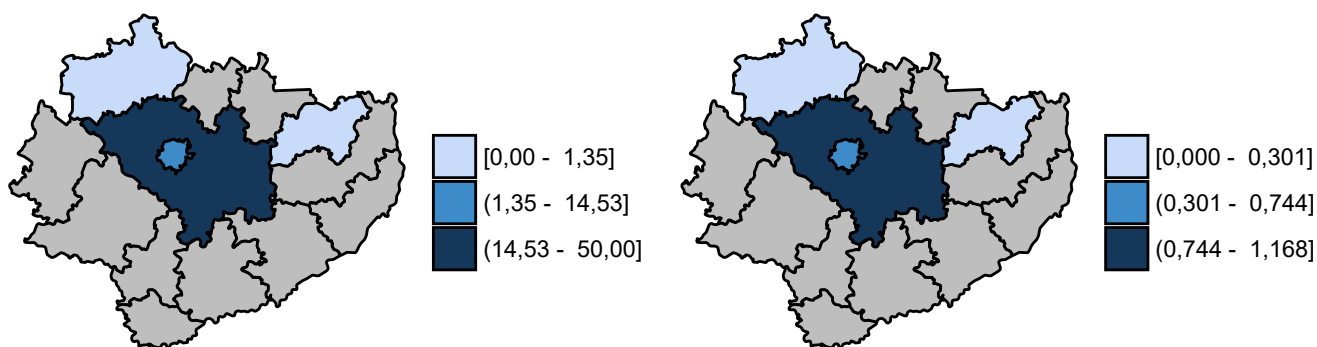 [0,00 - 1,35]
(1,35 - 14,53]
(14,53 - 50,00]
[0,000 - 0,301]
(0,301 - 0,744]
(0,744 - 1,168]